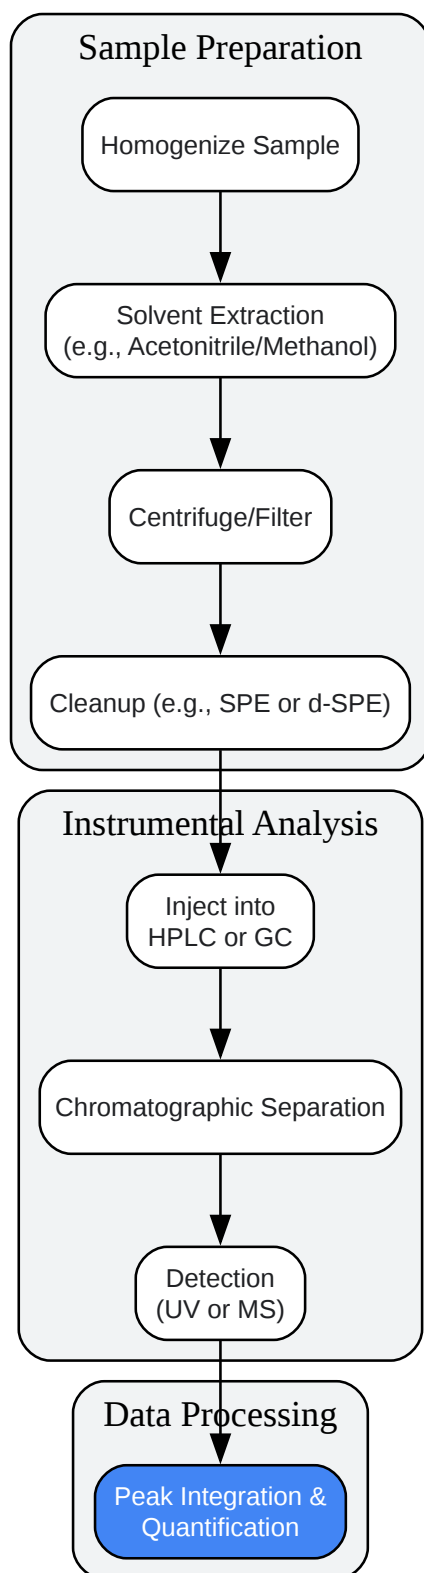 Sample Preparation
Homogenize Sample
Solvent Extraction
(e.g., Acetonitrile/Methanol)
Centrifuge/Filter
Cleanup (e.g., SPE or d-SPE)
Instrumental Analysis
Inject into
HPLC or GC
Chromatographic Separation
Detection
(UV or MS)
Data Processing
Peak Integration &
Quantification